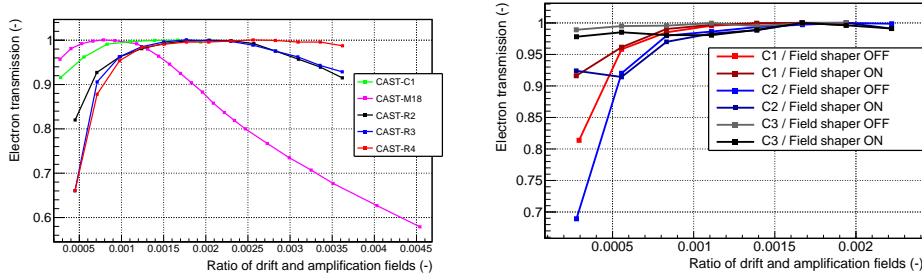 Electron transmission (-)
1
0.9
0.8
0.7
0.6
CAST-C1
CAST-M18
CAST-R2
CAST-R3
CAST-R4
0.0005 0.001 0.0015 0.002 0.0025 0.003 0.0035 0.004 0.0045
Ratio of drift and amplification fields (-)
Electron transmission (-)
1
0.95
0.9
0.85
0.8
0.75
0.7
C1 / Field shaper OFF
C1 / Field shaper ON
C2 / Field shaper OFF
C2 / Field shaper ON
C3 / Field shaper OFF
C3 / Field shaper ON
0.0005 0.001 0.0015 0.002
Ratio of drift and amplification fields (-)